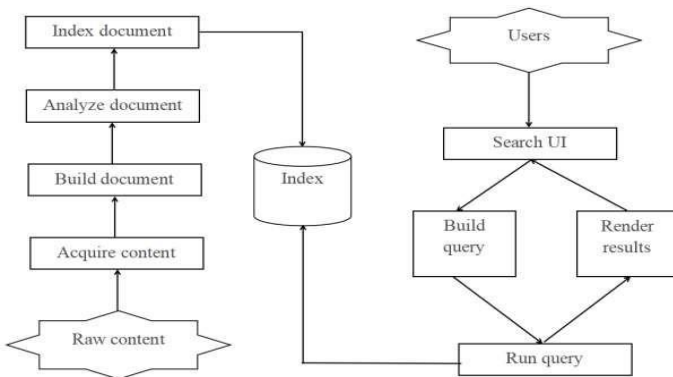 Index document
Analyze document
Build document
Acquire content
Raw content
Index
Users
Search UI
Build
query
Render
results
Run query